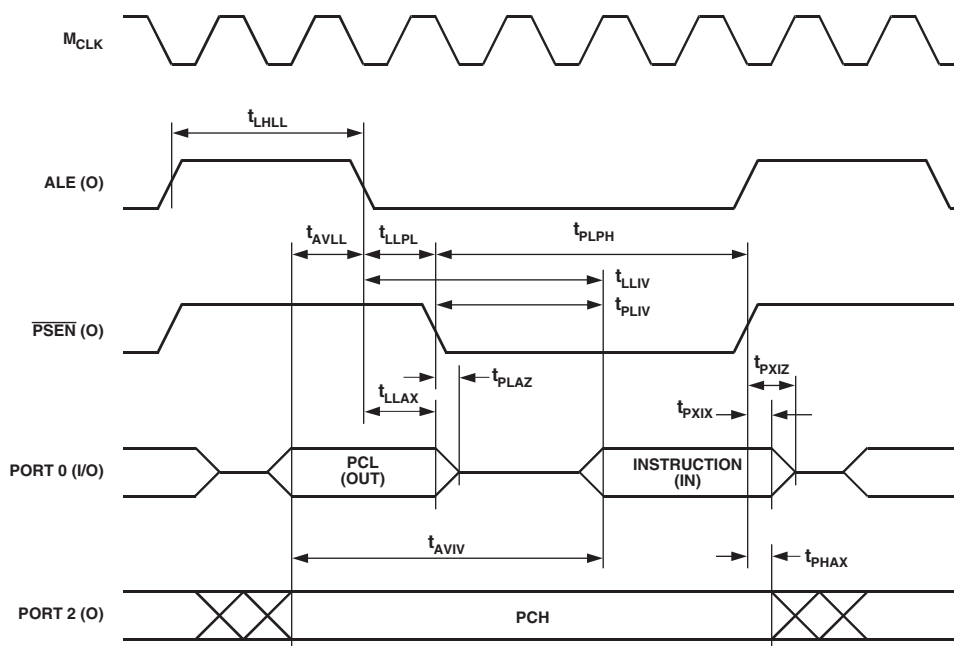 MCLK
tLHLL
ALE (O)
tAVLL
tLLPL
tPLPH
tLLIV
tPLIV
PSEN (O)
tPLAZ
tPXIZ
tLLAX
tPXIX
PORT 0 (I/O)
PCL
(OUT)
INSTRUCTION
(IN)
tAVIV
tPHAX
PORT 2 (O)
PCH